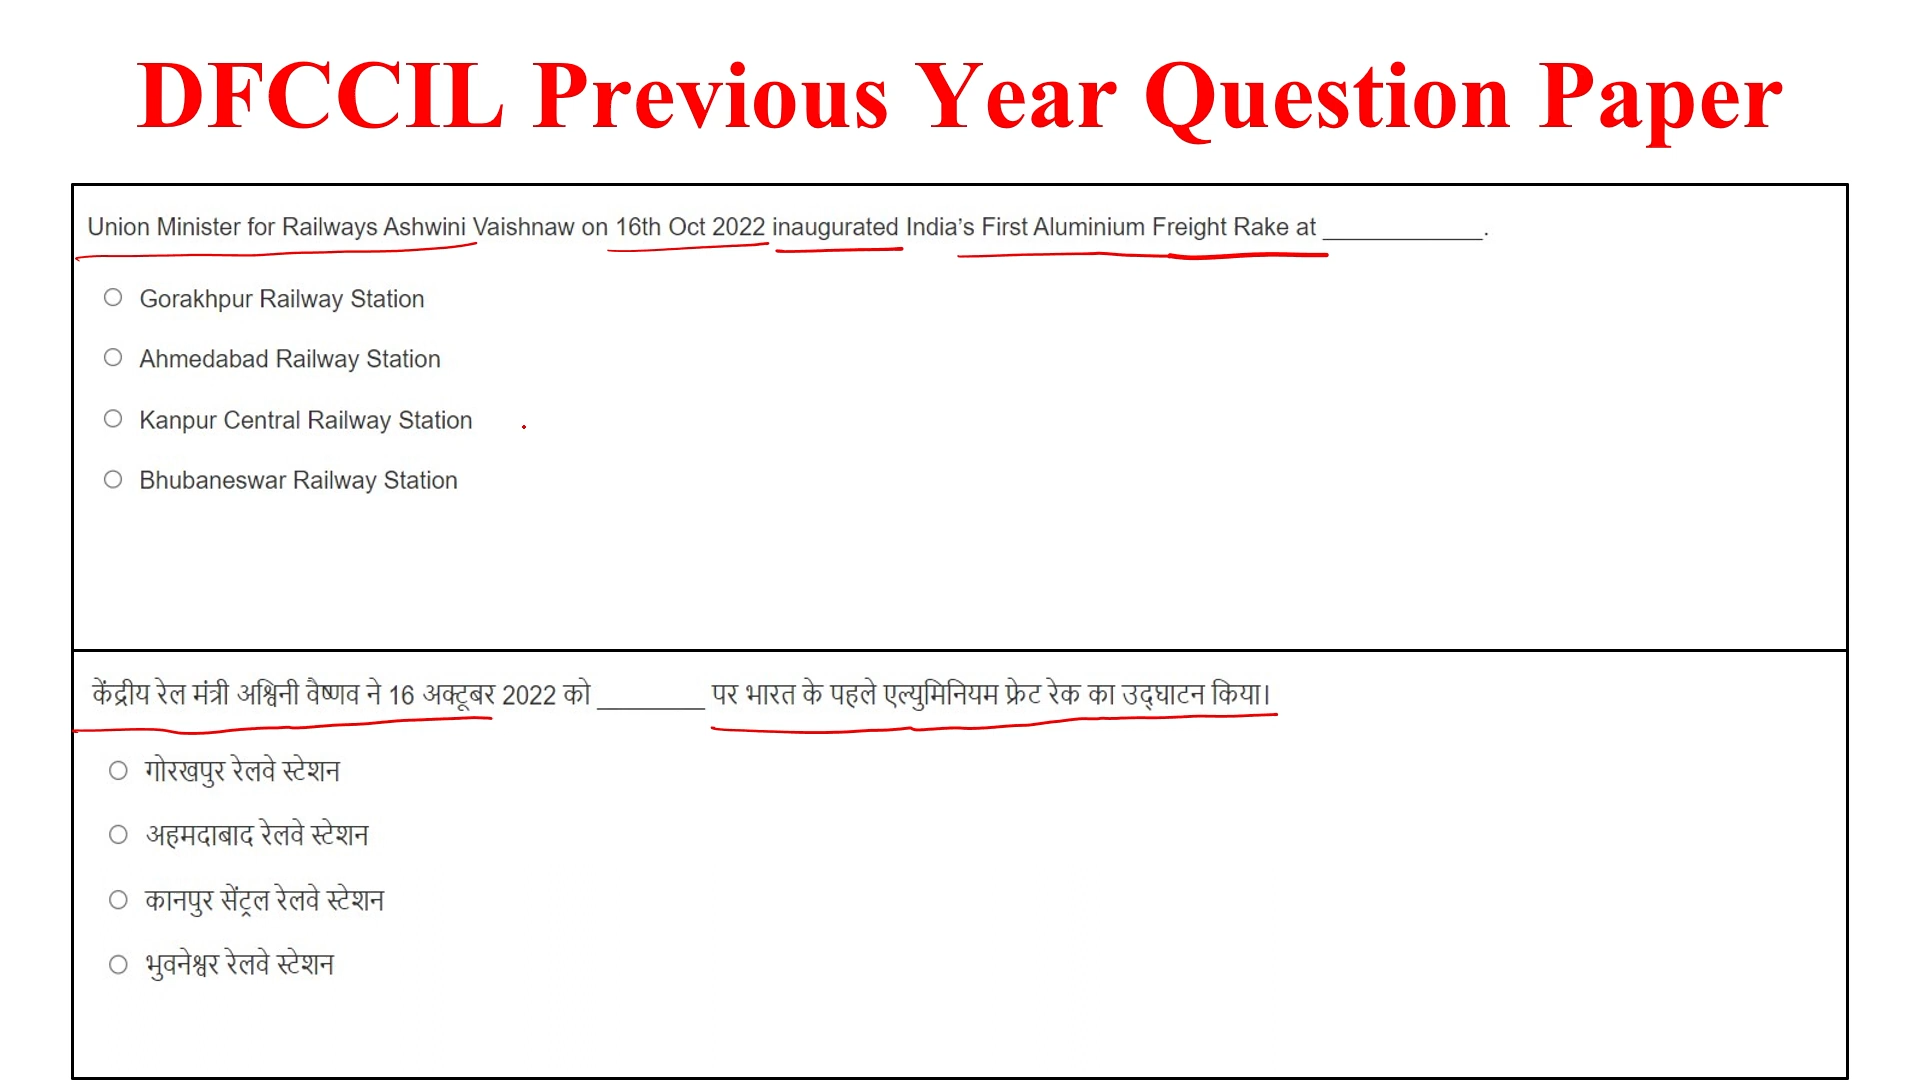 DFCCIL Previous Year Question Paper
Union Minister for Railways Ashwini Vaishnaw on 16th Oct 2022 inaugurated India’s First Aluminium Freight Rake at ____________.
Gorakhpur Railway Station
Ahmedabad Railway Station
Kanpur Central Railway Station
Bhubaneswar Railway Station
केंद्रीय रेल मंत्री अश्विनी वैष्णव ने 16 अक्टूबर 2022 को ________ पर भारत के पहले एल्युमिनियम फ्रेट रेक का उद्घाटन किया।
गोरखपुर रेलवे स्टेशन
अहमदाबाद रेलवे स्टेशन
कानपुर सेंट्रल रेलवे स्टेशन
भुवनेश्वर रेलवे स्टेशन